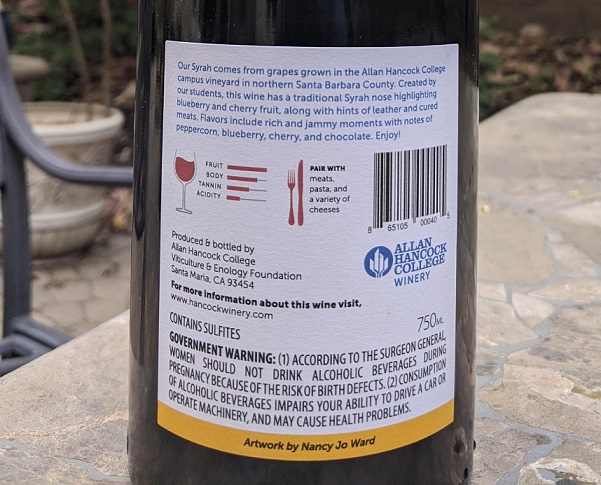 Our Syrah comes from grapes grown in the Allan Hancock College
campus vineyard in northern Santa Barbara County. Created by
our students, this wine has a traditional Syrah nose highlighting
blueberry and cherry fruit, along with hints of leather and cured
meats. Flavors include rich and jammy moments with notes of
peppercorn, blueberry, cherry, and chocolate. Enjoy!
FRUIT
BODY
TANNIN
ACIDITY
PAIR WITH
meats,
pasta, and
a variety of
cheeses
8 65105 00040 5
Produced & bottled by
Allan Hancock College
Viticulture & Enology Foundation
Santa Maria, CA 93454
ALLAN
HANCOCK
COLLEGE
WINERY
For more information about this wine visit,
www.hancockwinery.com
CONTAINS SULFITES
750ML
GOVERNMENT WARNING: (1) ACCORDING TO THE SURGEON GENERAL,
WOMEN SHOULD NOT DRINK ALCOHOLIC BEVERAGES DURING
PREGNANCY BECAUSE OF THE RISK OF BIRTH DEFECTS. (2) CONSUMPTION
OF ALCOHOLIC BEVERAGES IMPAIRS YOUR ABILITY TO DRIVE A CAR OR
OPERATE MACHINERY, AND MAY CAUSE HEALTH PROBLEMS.
Artwork by Nancy Jo Ward